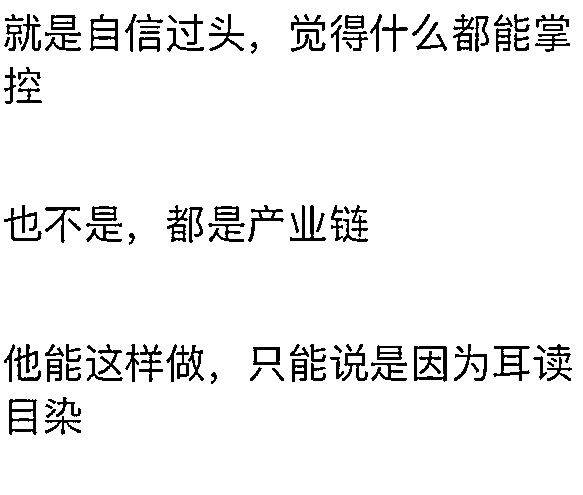 就是自信过头，觉得什么都能掌
控
也不是，都是产业链
他能这样做，只能说是因为耳读
目染